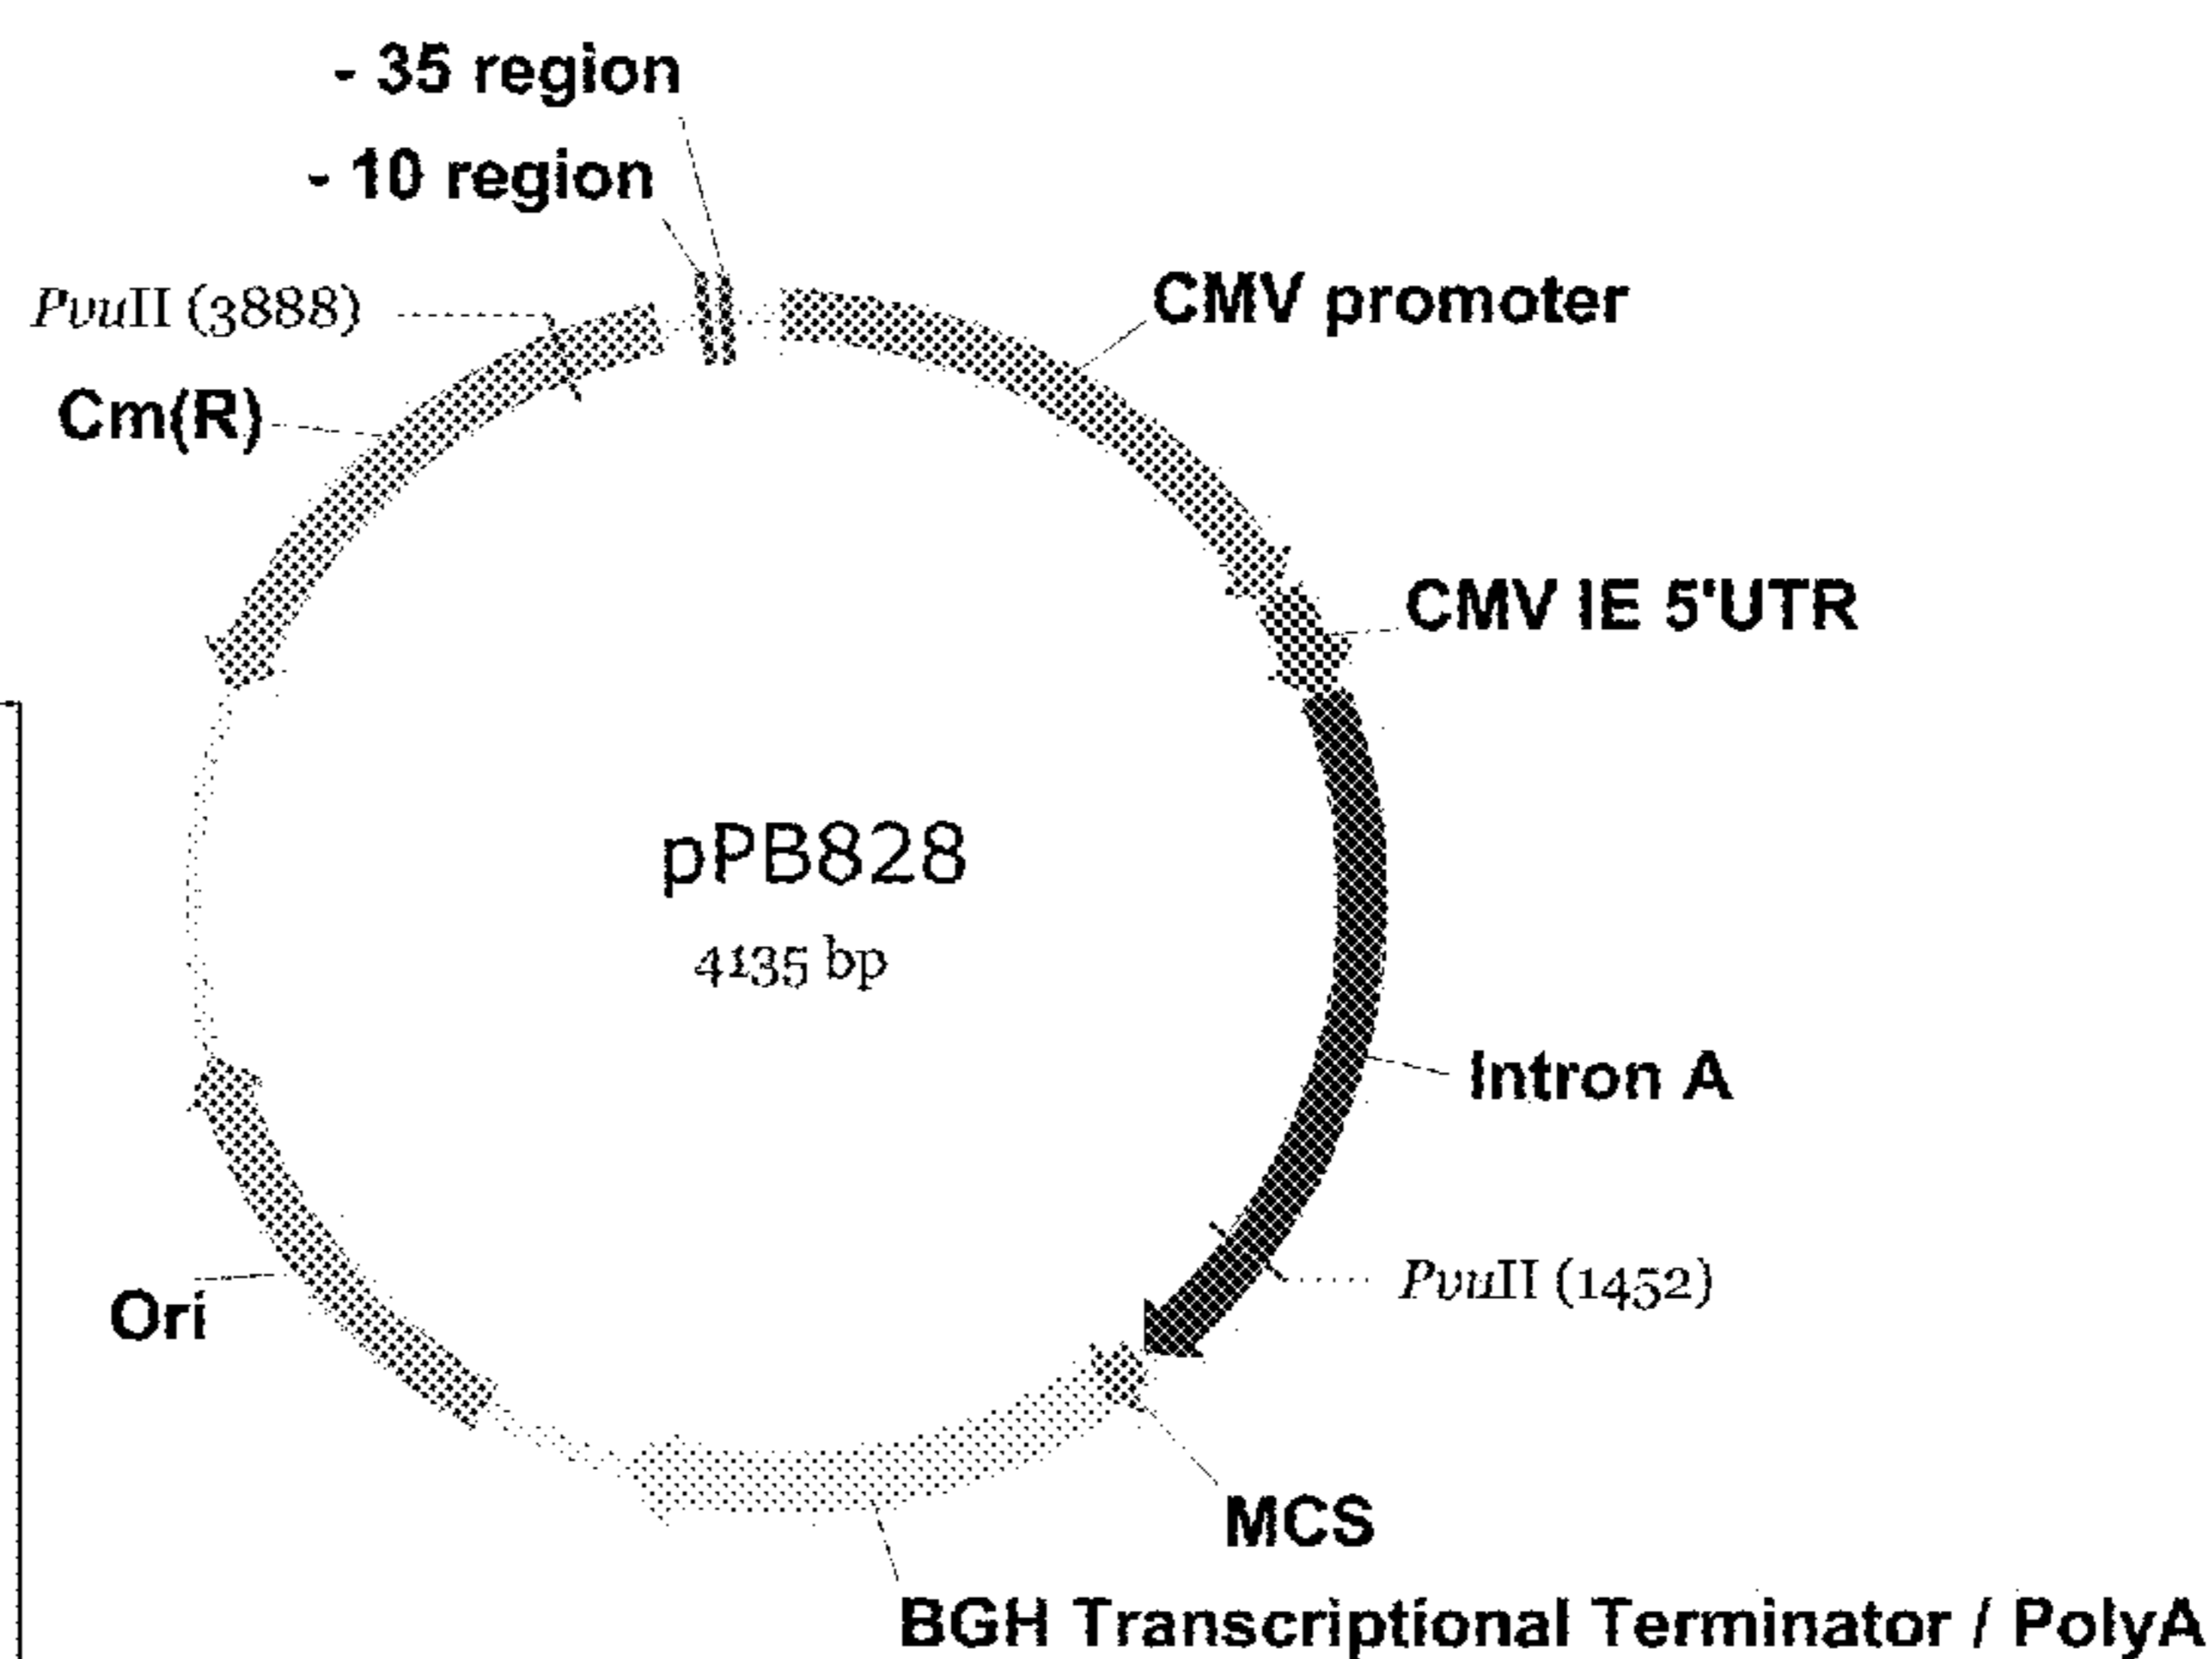 - 35 region
- 10 region
PvuII (3888)
CMV promoter
Cm(R)
CMV IE 5'UTR
pPB828
4135 bp
Intron A
PvuII (1452)
Ori
MCS
BGH Transcriptional Terminator / PolyA